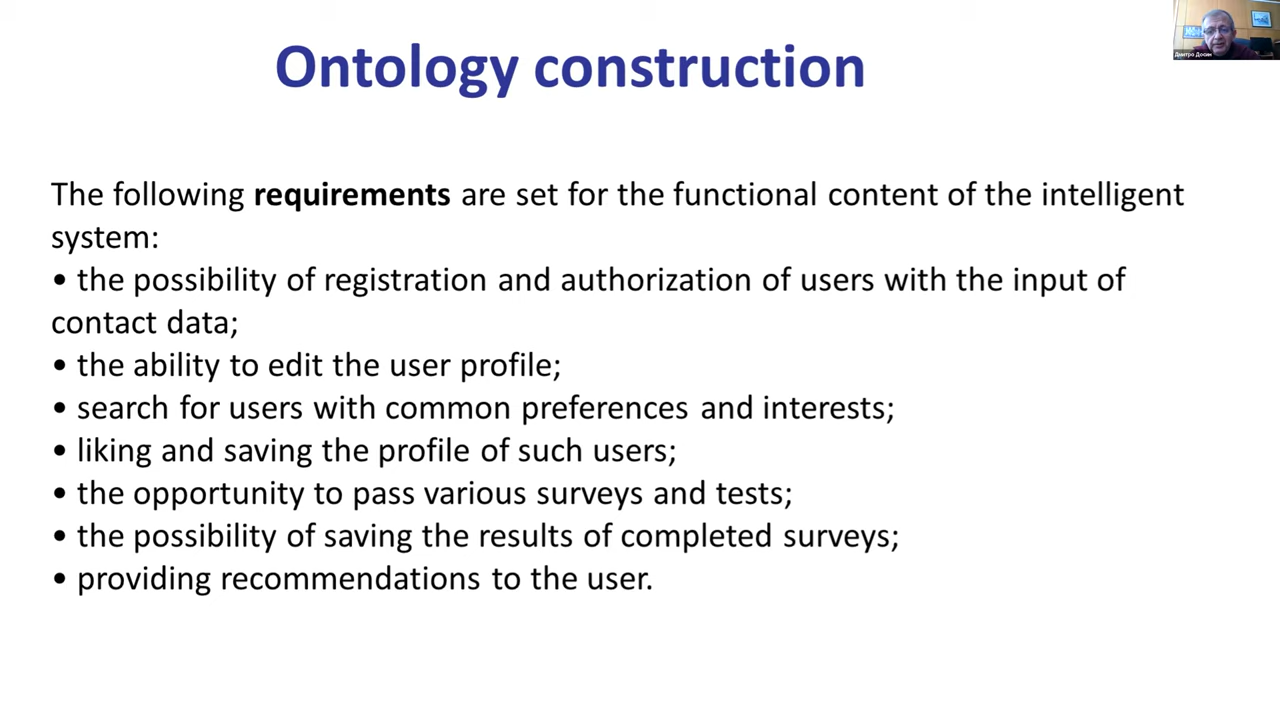 Ontology construction
Дмитро Досин
The following requirements are set for the functional content of the intelligent
system:
• the possibility of registration and authorization of users with the input of
contact data;
• the ability to edit the user profile;
• search for users with common preferences and interests;
• liking and saving the profile of such users;
• the opportunity to pass various surveys and tests;
• the possibility of saving the results of completed surveys;
• providing recommendations to the user.